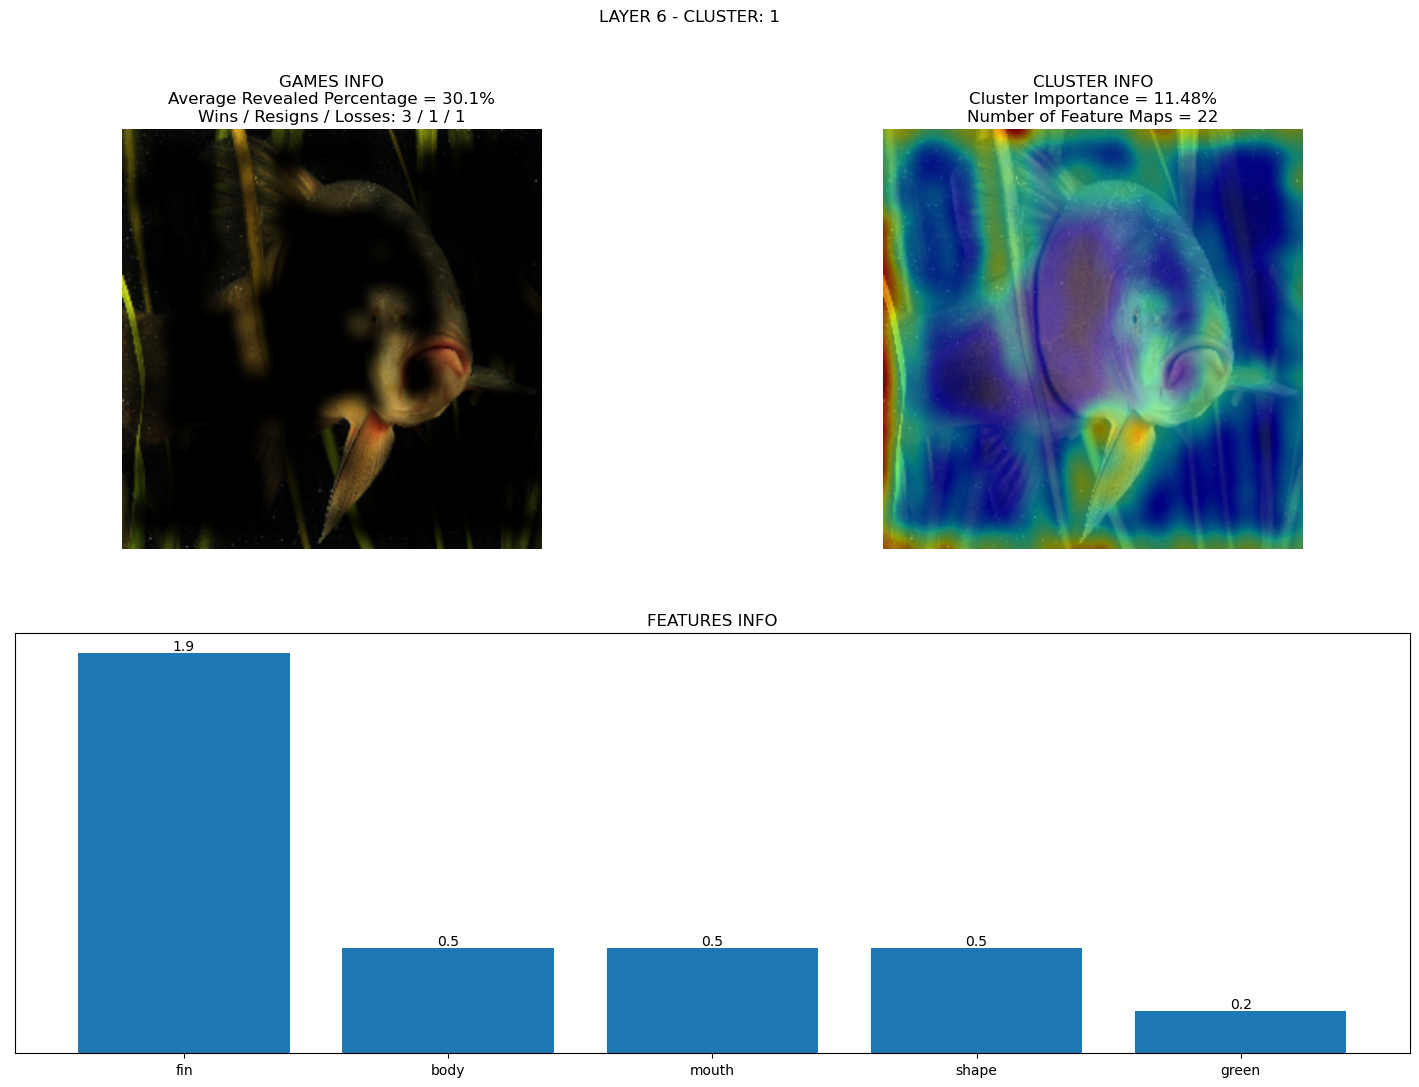 LAYER 6 - CLUSTER: 1
GAMES INFO
Average Revealed Percentage = 30.1%
Wins / Resigns / Losses: 3 / 1 / 1
CLUSTER INFO
Cluster Importance = 11.48%
Number of Feature Maps = 22
FEATURES INFO
1.9
0.5
0.5
0.5
0.2
fin
body
mouth
shape
green